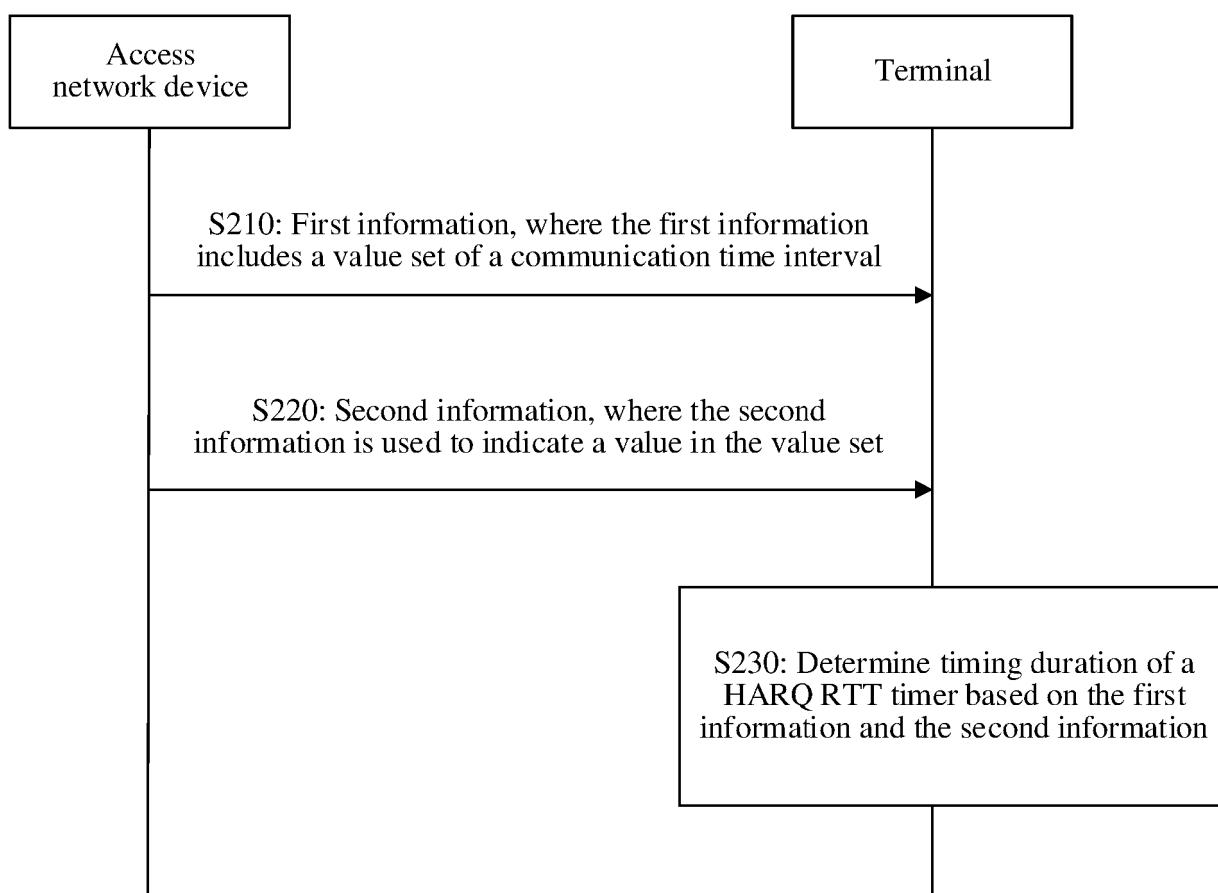 Access
network device
Terminal
S210: First information, where the first information
includes a value set of a communication time interval
S220: Second information, where the second
information is used to indicate a value in the value set
S230: Determine timing duration of a
HARQ RTT timer based on the first
information and the second information